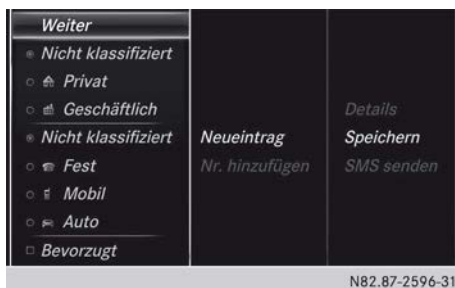 Weiter
Nicht klassifiziert
Privat
Geschäftlich
Nicht klassifiziert
Fest
Mobil
Auto
Bevorzugt
Neueintrag
Nr. hinzufügen
Details
Speichern
SMS senden
N82.87-2596-31